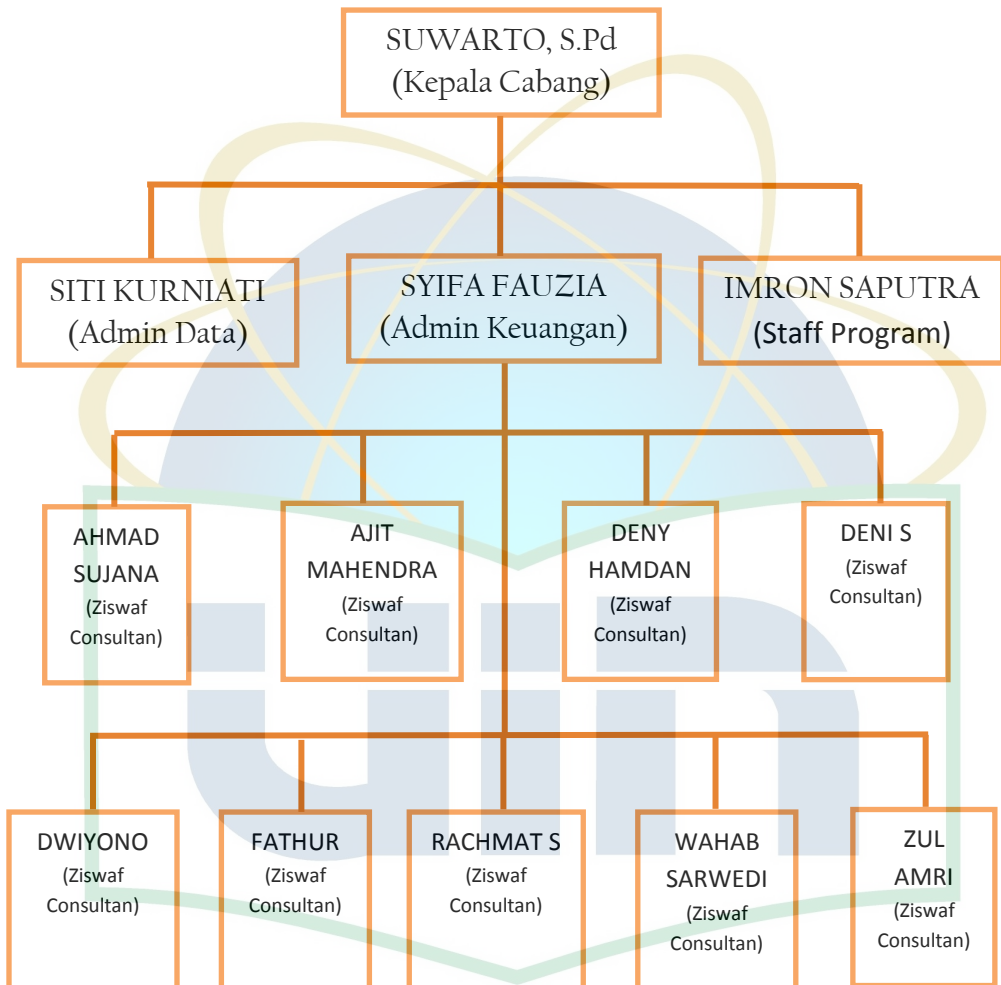 SUWARTO, S.Pd
(Kepala Cabang)
SITI KURNIATI
(Admin Data)
SYIFA FAUZIA
(Admin Keuangan)
IMRON SAPUTRA
(Staff Program)
AHMAD
SUJANA
(Ziswaf
Consultan)
AJIT
MAHENDRA
(Ziswaf
Consultan)
DENY
HAMDAN
(Ziswaf
Consultan)
DENI S
(Ziswaf
Consultan)
DWIYONO
(Ziswaf
Consultan)
FATHUR
(Ziswaf
Consultan)
RACHMAT S
(Ziswaf
Consultan)
WAHAB
SARWEDI
(Ziswaf
Consultan)
ZUL
AMRI
(Ziswaf
Consultan)
uin